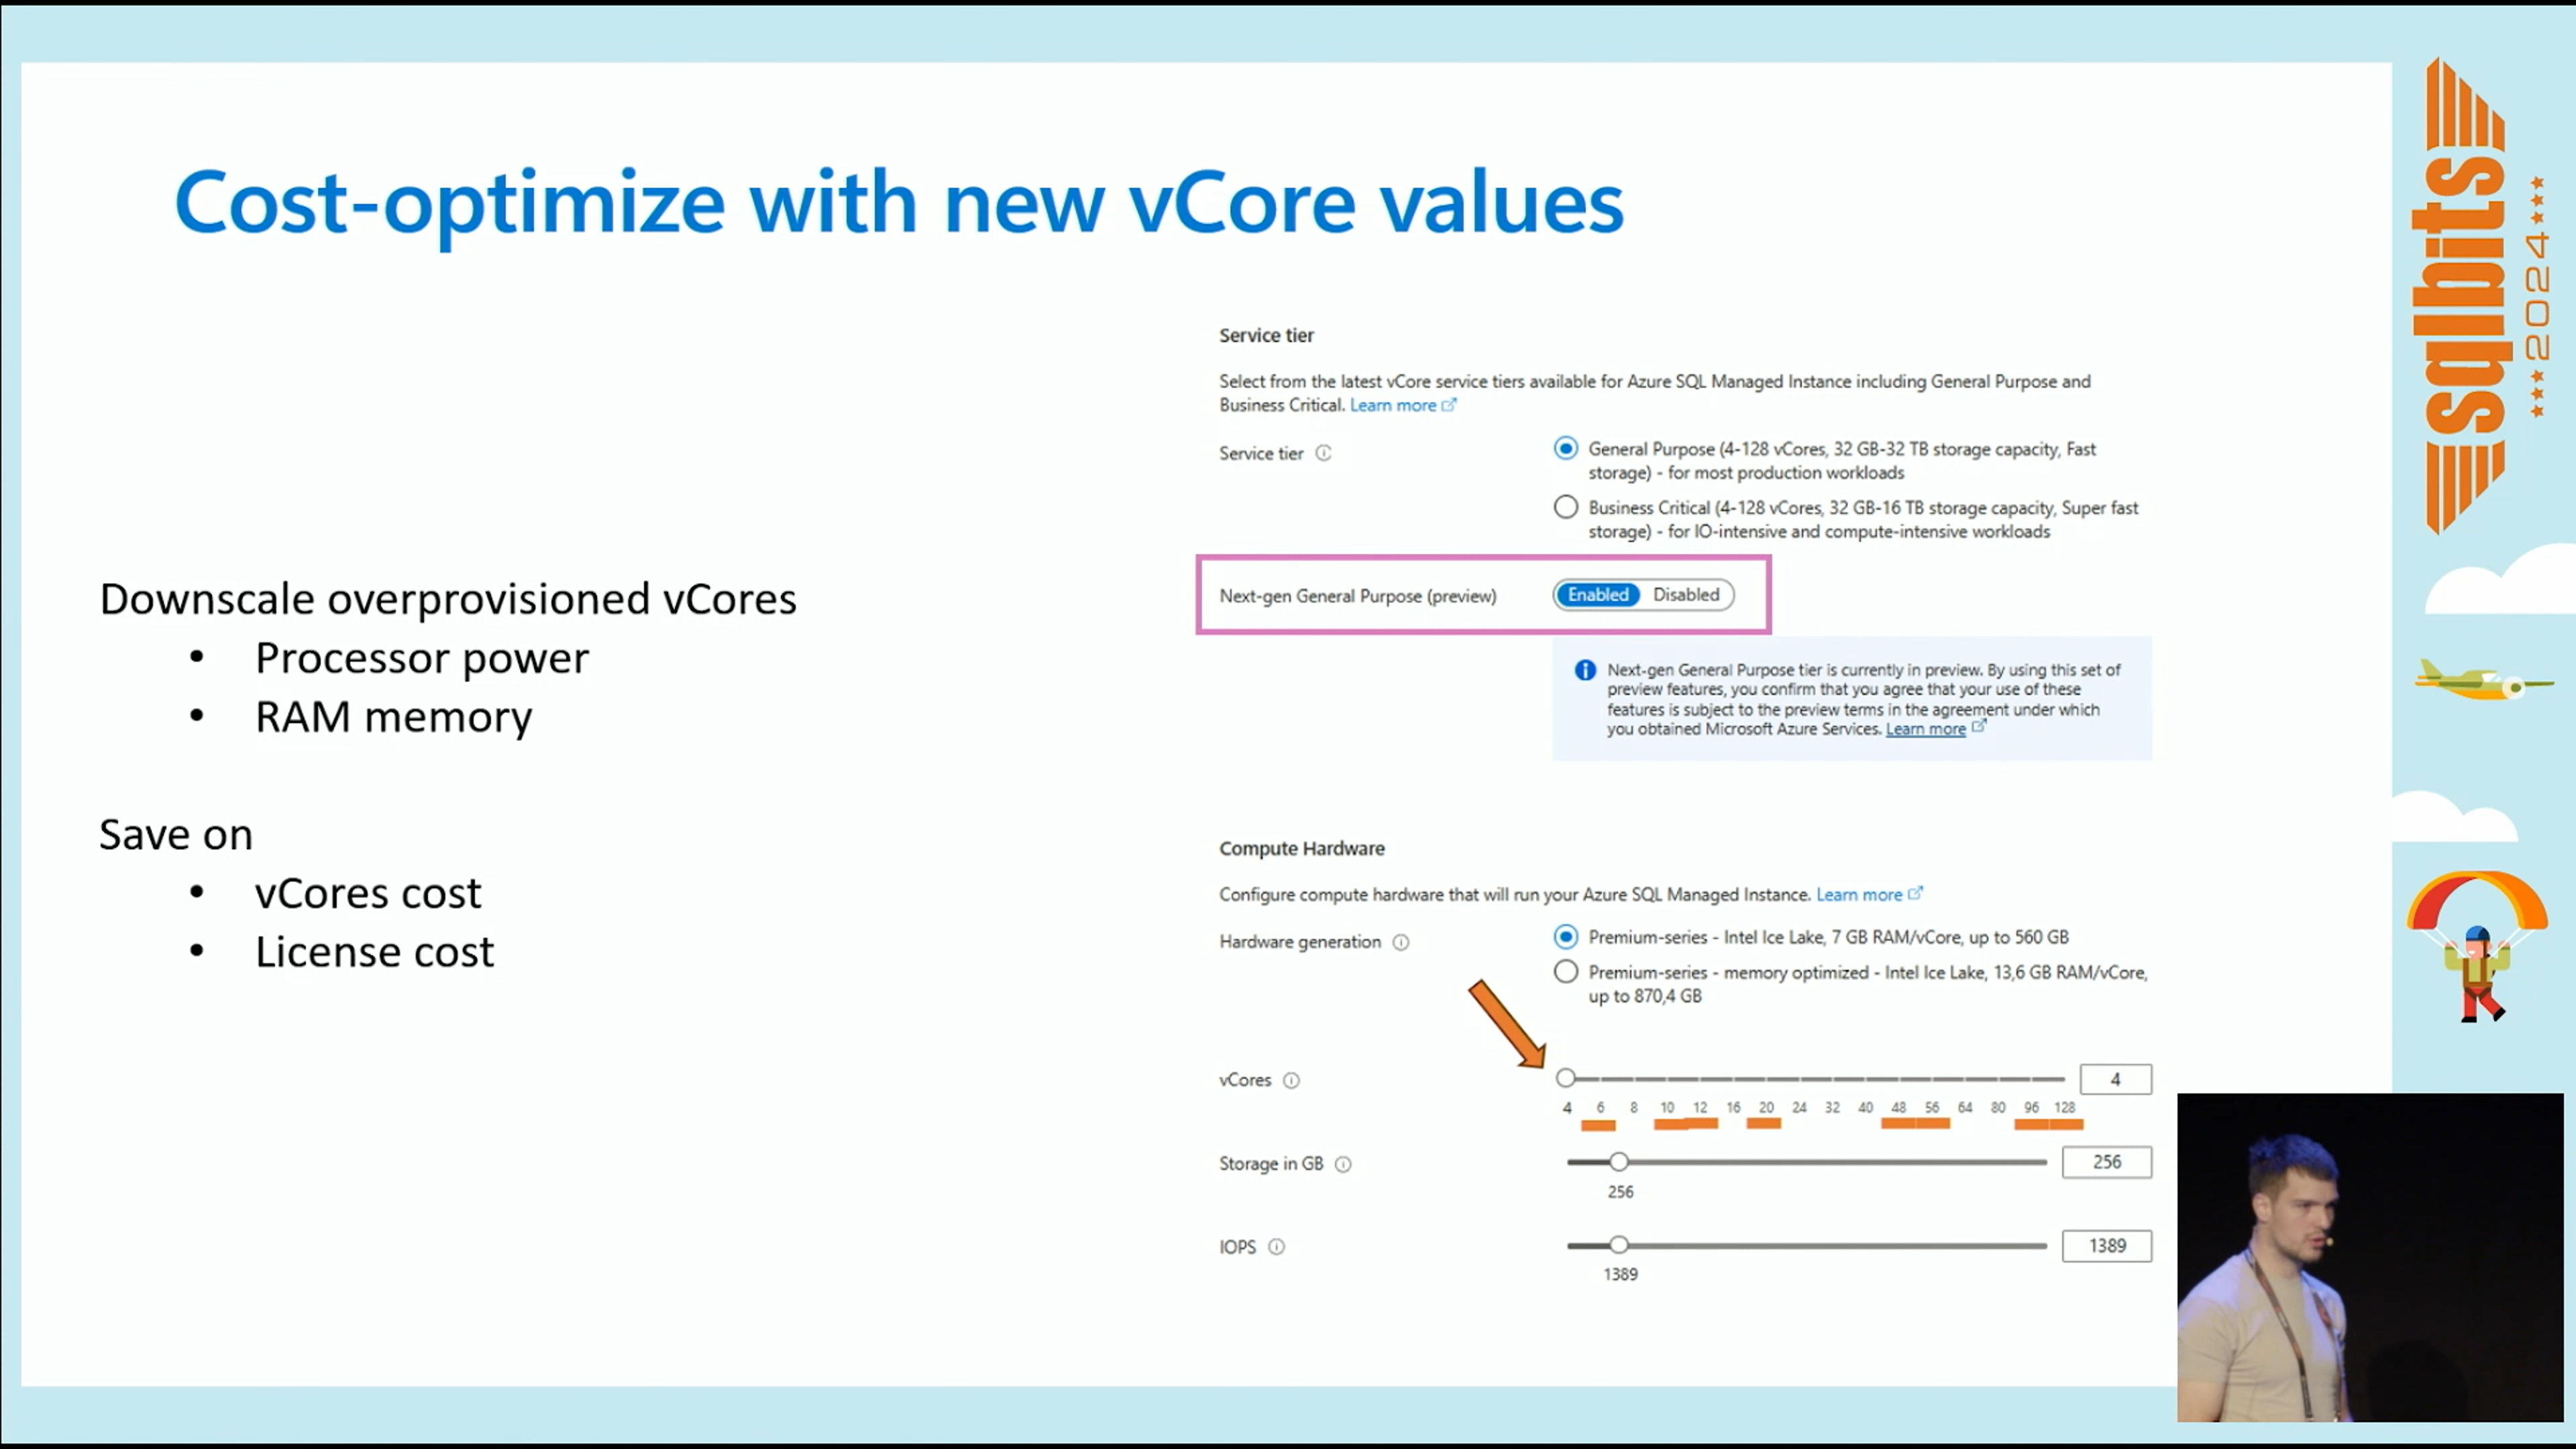 Cost-optimize with new vCore values
Downscale overprovisioned vCores
• Processor power
• RAM memory
Save on
• vCores cost
• License cost
Service tier
Select from the latest vCore service tiers available for Azure SQL Managed Instance including General Purpose and
Business Critical. Learn more
Service tier
General Purpose (4-128 vCores, 32 GB-32 TB storage capacity, Fast
storage) - for most production workloads
Business Critical (4-128 vCores, 32 GB-16 TB storage capacity, Super fast
storage) - for IO-intensive and compute-intensive workloads
Next-gen General Purpose (preview) Enabled Disabled
Next-gen General Purpose tier is currently in preview. By using this set of
preview features, you confirm that you agree that your use of these
features is subject to the preview terms in the agreement under which
you obtained Microsoft Azure Services. Learn more
Compute Hardware
Configure compute hardware that will run your Azure SQL Managed Instance. Learn more
Hardware generation
Premium-series - Intel Ice Lake, 7 GB RAM/vCore, up to 560 GB
Premium-series - memory optimized - Intel Ice Lake, 13,6 GB RAM/vCore,
up to 870,4 GB
vCores 4
4 6 8 10 12 16 20 24 32 40 48 56 64 80 96 128
Storage in GB 256
256
IOPS 1389
1389
sqlbits
2024